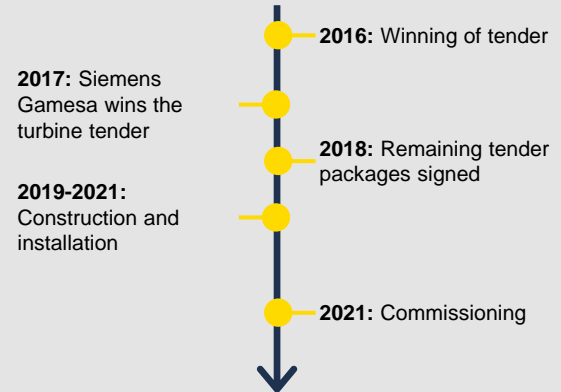 2016: Winning of tender
2017: Siemens
Gamesa wins the
turbine tender
2018: Remaining tender
packages signed
2019-2021:
Construction and
installation
2021: Commissioning